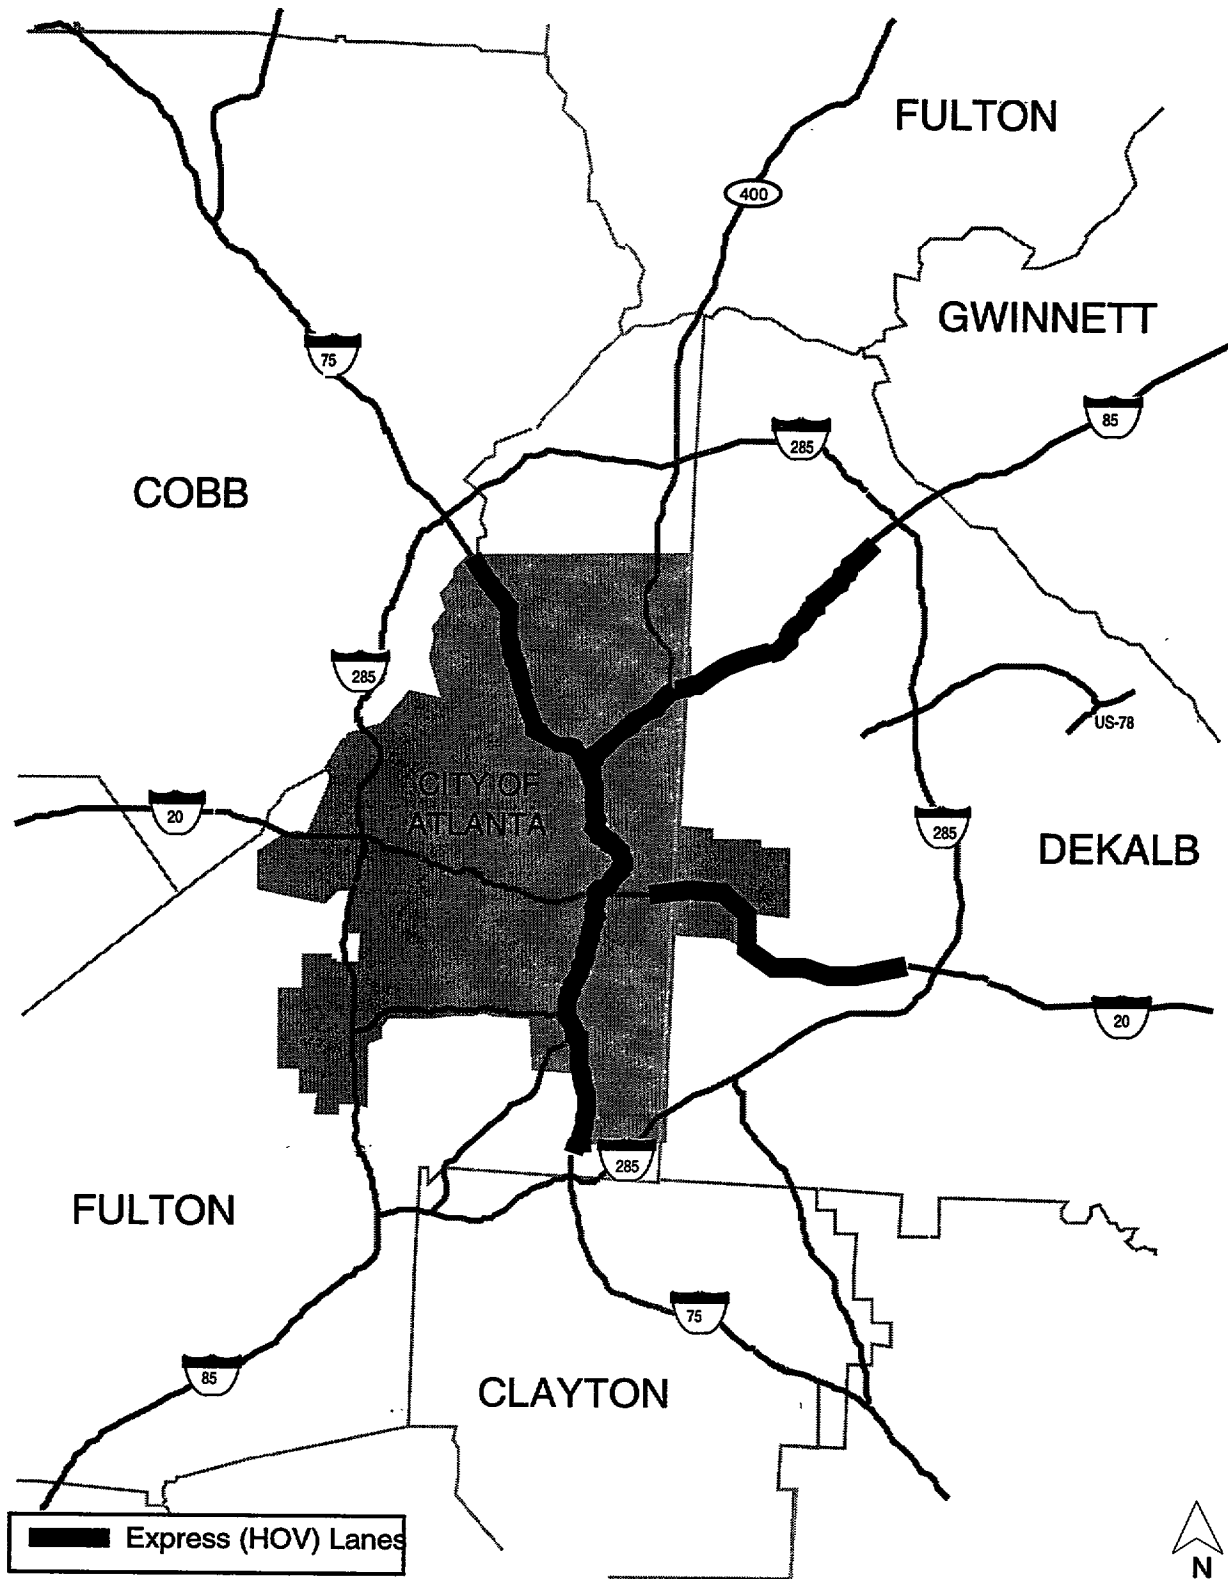 FULTON
400
GWINNETT
75
85
285
COBB
285
US-78
CITY OF
ATLANTA
20
285
DEKALB
20
285
FULTON
75
85
CLAYTON
Express (HOV) Lanes
N